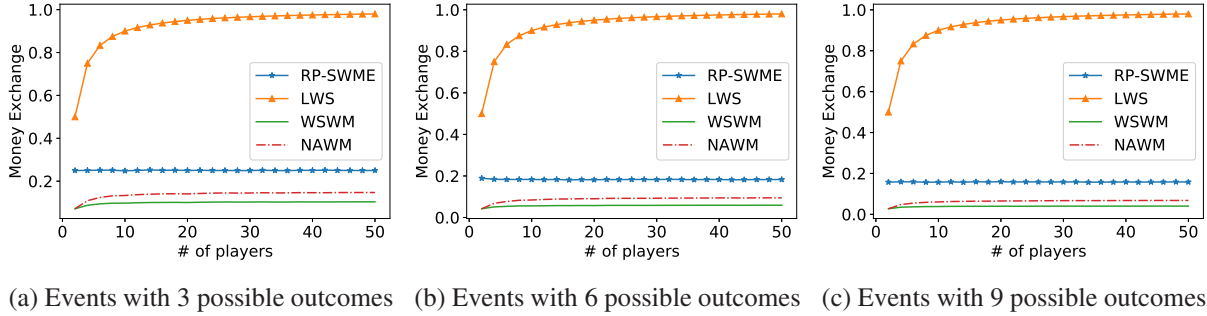 Money Exchange
1.0
0.8
0.6
0.4
0.2
0 10 20 30 40 50
# of players
RP-SWME
LWS
WSWM
NAWM
(a) Events with 3 possible outcomes
Money Exchange
1.0
0.8
0.6
0.4
0.2
0.0
0 10 20 30 40 50
# of players
RP-SWME
LWS
WSWM
NAWM
(b) Events with 6 possible outcomes
Money Exchange
1.0
0.8
0.6
0.4
0.2
0.0
0 10 20 30 40 50
# of players
RP-SWME
LWS
WSWM
NAWM
(c) Events with 9 possible outcomes